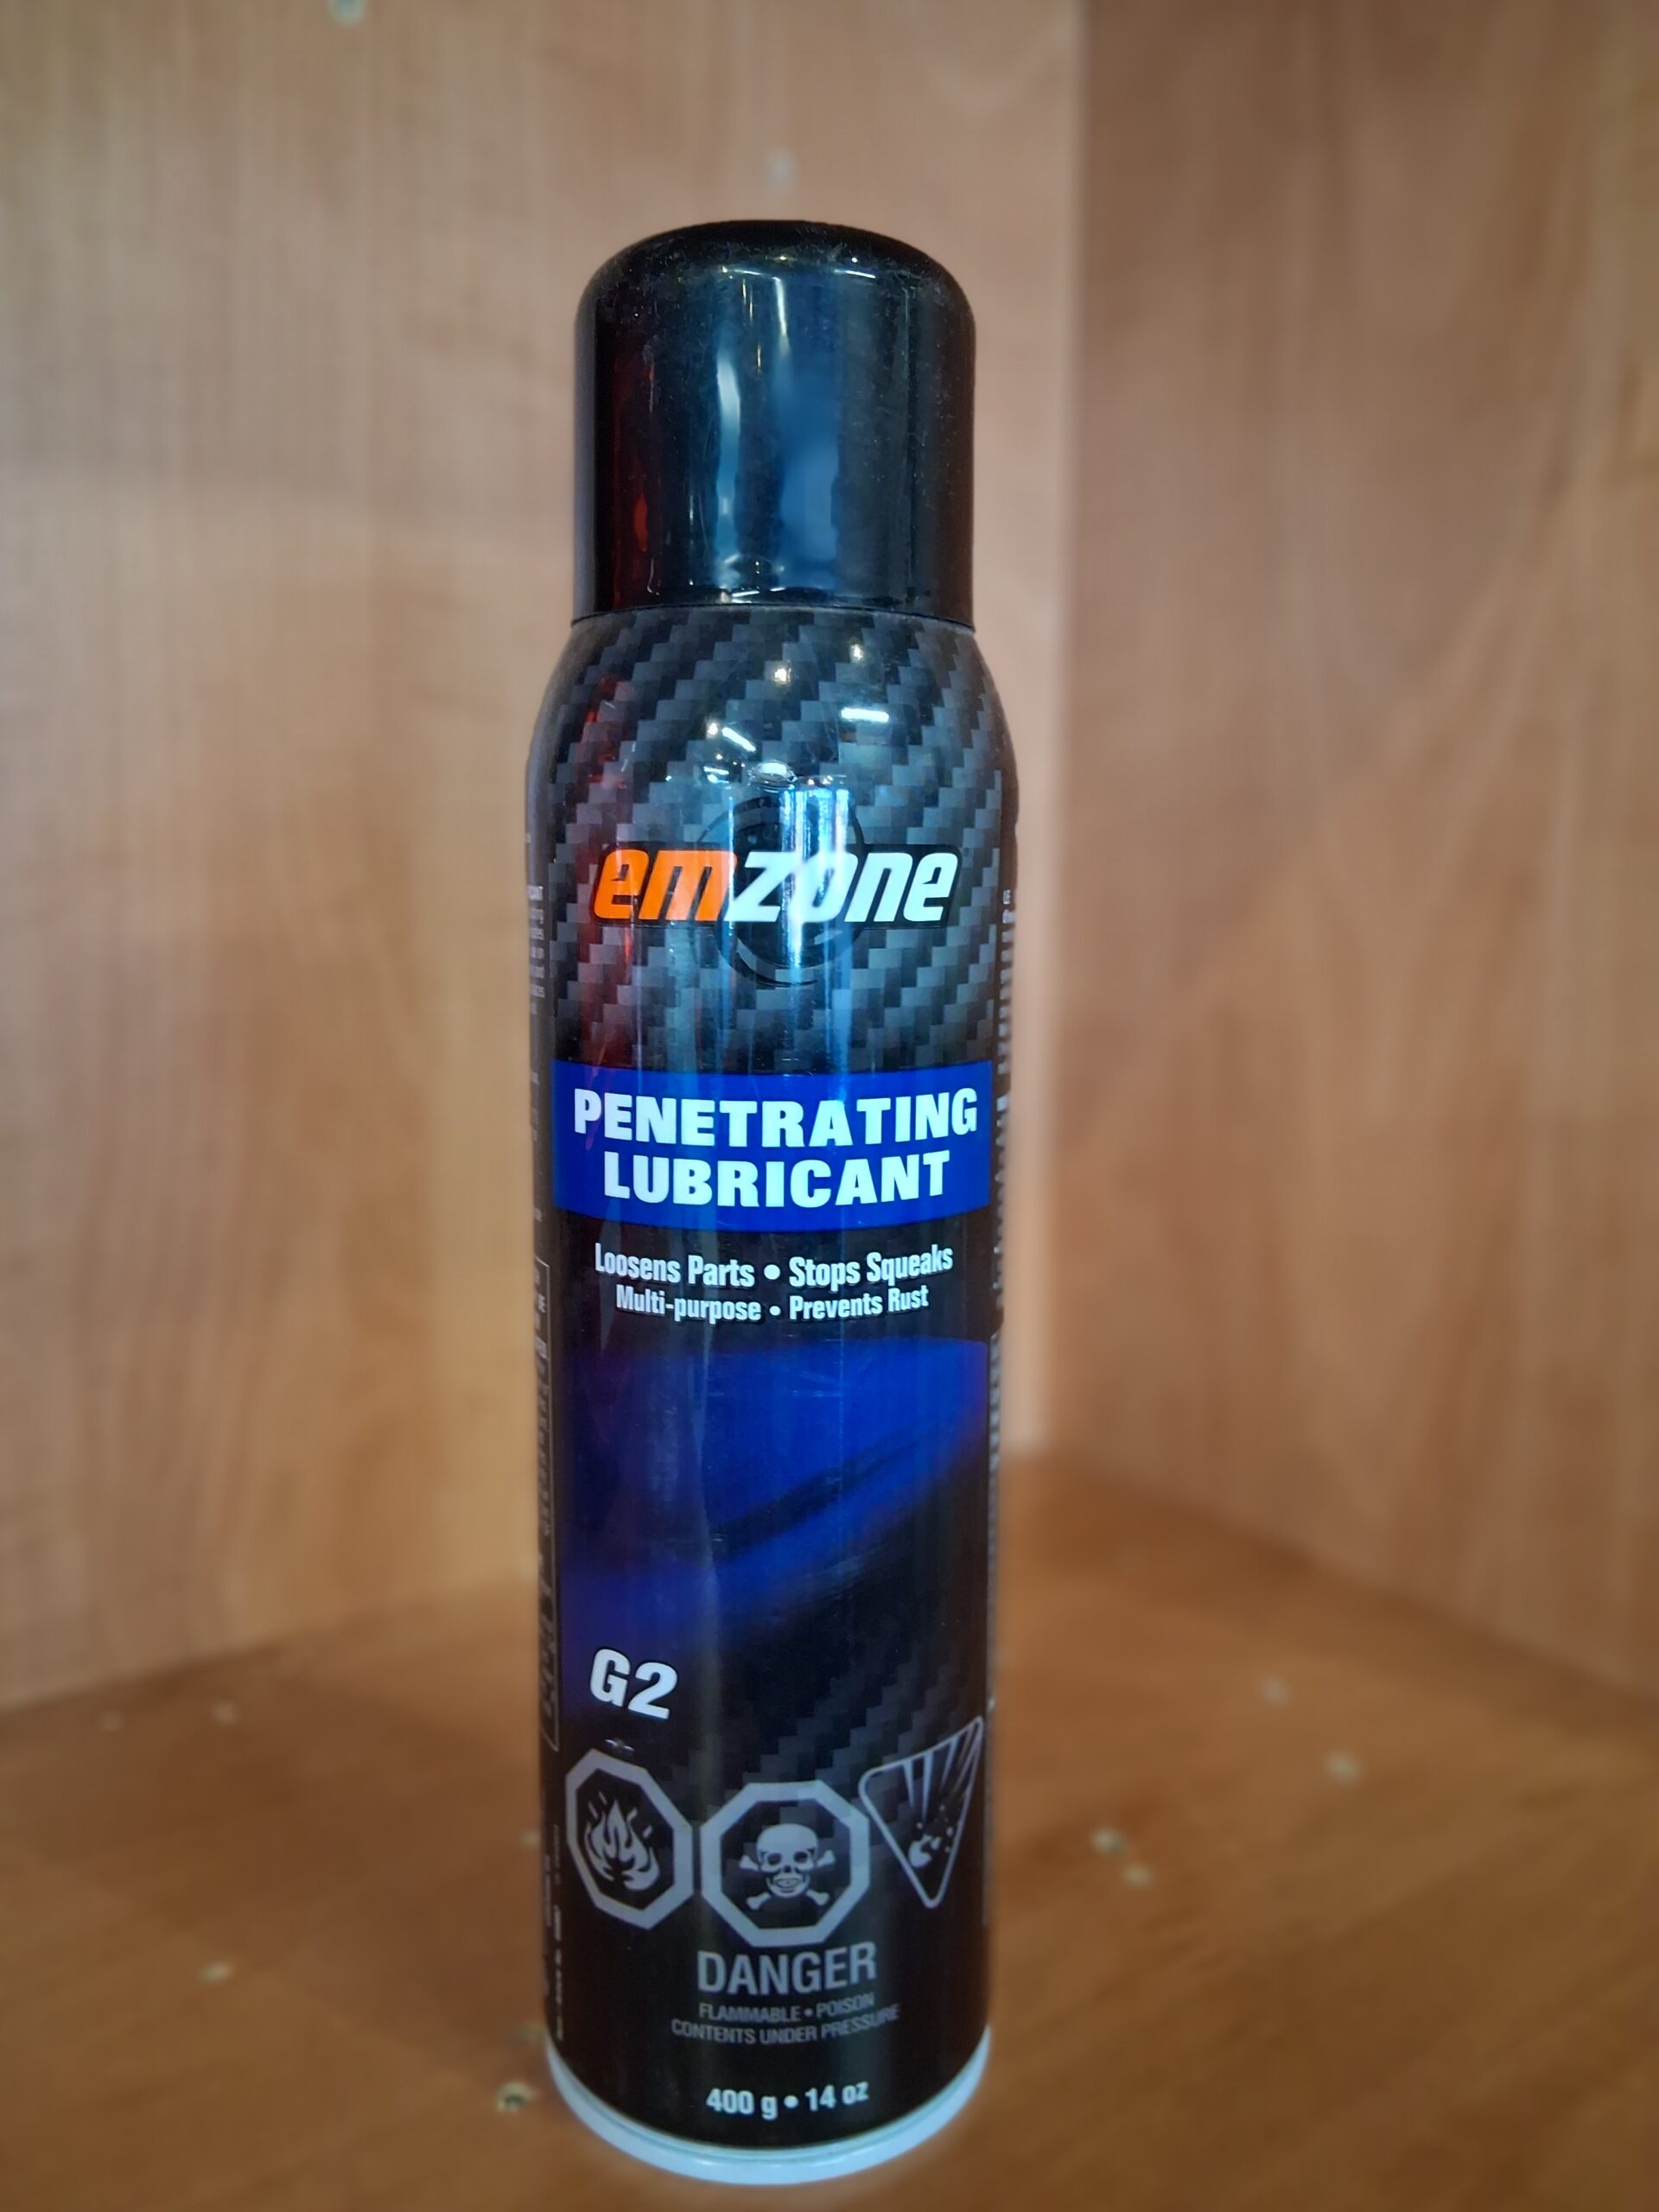 emzone
PENETRATING
LUBRICANT
Loosens Parts • Stops Squeaks
Multi-purpose • Prevents Rust
G2
DANGER
FLAMMABLE • POISON
CONTENTS UNDER PRESSURE
400 g • 14 oz